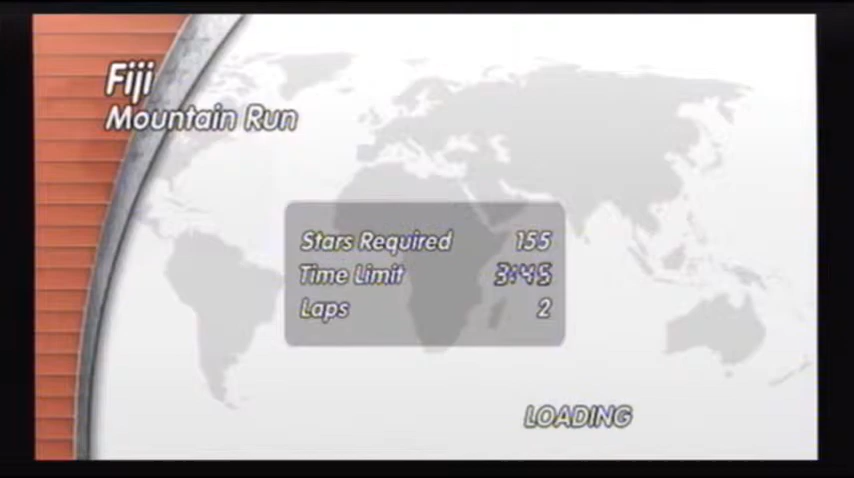 Fiji
Mountain Run
Stars Required 155
Time Limit 3:45
Laps 2
LOADING